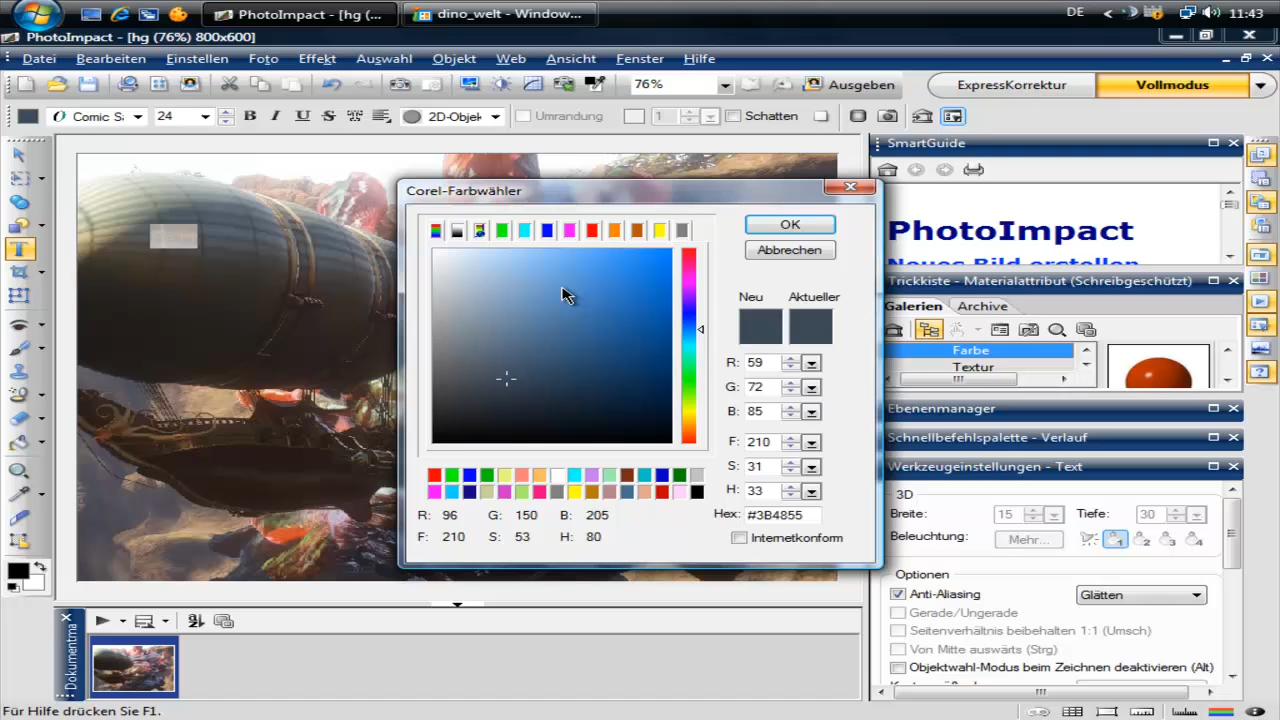 PhotoImpact - [hg (...
dino_welt - Window...
DE
11:43
PhotoImpact - [hg (76%) 800x600]
Datei Bearbeiten Einstellen Foto Effekt Auswahl Objekt Web Ansicht Fenster Hilfe
76%
Ausgeben
ExpressKorrektur
Vollmodus
Comic S
24
B I U S
2D-Objek
Umrandung
1
Schatten
SmartGuide
PhotoImpact
Neues Bild erstellen
Corel-Farbwähler
OK
Abbrechen
Neu Aktueller
R: 59
G: 72
B: 85
F: 210
S: 31
H: 33
Hex: #3B4855
Internetkonform
R: 96 G: 150 B: 205
F: 210 S: 53 H: 80
Trickkiste - Materialattribut (Schreibgeschützt)
Galerien Archive
Farbe
Textur
Ebenenmanager
Schnellbefehlspalette - Verlauf
Werkzeugeinstellungen - Text
3D
Breite: 15 Tiefe: 30
Beleuchtung: Mehr... 1 2 3 4
Optionen
Anti-Aliasing
Glätten
Gerade/Ungerade
Seitenverhältnis beibehalten 1:1 (Umsch)
Von Mitte auswärts (Strg)
Objektwahl-Modus beim Zeichnen deaktivieren (Alt)
Dokumentma
Für Hilfe drücken Sie F1.